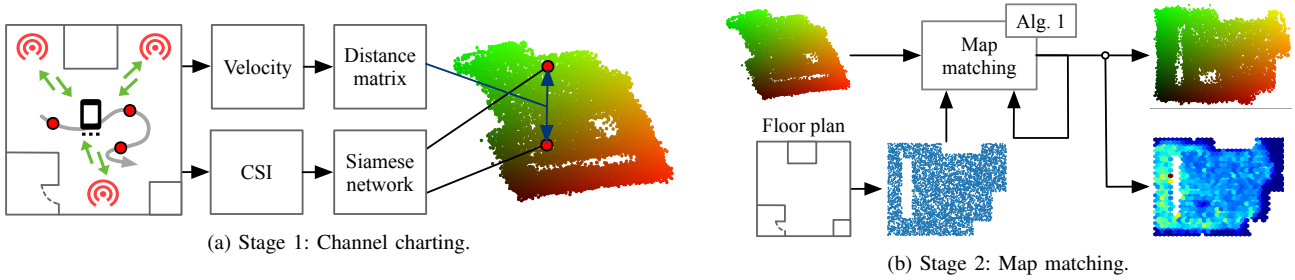 Velocity
Distance
matrix
CSI
Siamese
network
(a) Stage 1: Channel charting.
Alg. 1
Map
matching
Floor plan
(b) Stage 2: Map matching.